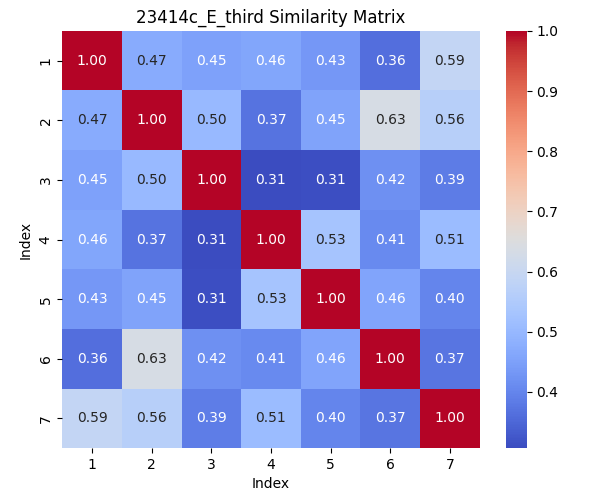 23414c_E_third Similarity Matrix
1 1.00 0.47 0.45 0.46 0.43 0.36 0.59
2 0.47 1.00 0.50 0.37 0.45 0.63 0.56
3 0.45 0.50 1.00 0.31 0.31 0.42 0.39
4 0.46 0.37 0.31 1.00 0.53 0.41 0.51
5 0.43 0.45 0.31 0.53 1.00 0.46 0.40
6 0.36 0.63 0.42 0.41 0.46 1.00 0.37
7 0.59 0.56 0.39 0.51 0.40 0.37 1.00
1 2 3 4 5 6 7
Index
Index
1.0
0.9
0.8
0.7
0.6
0.5
0.4